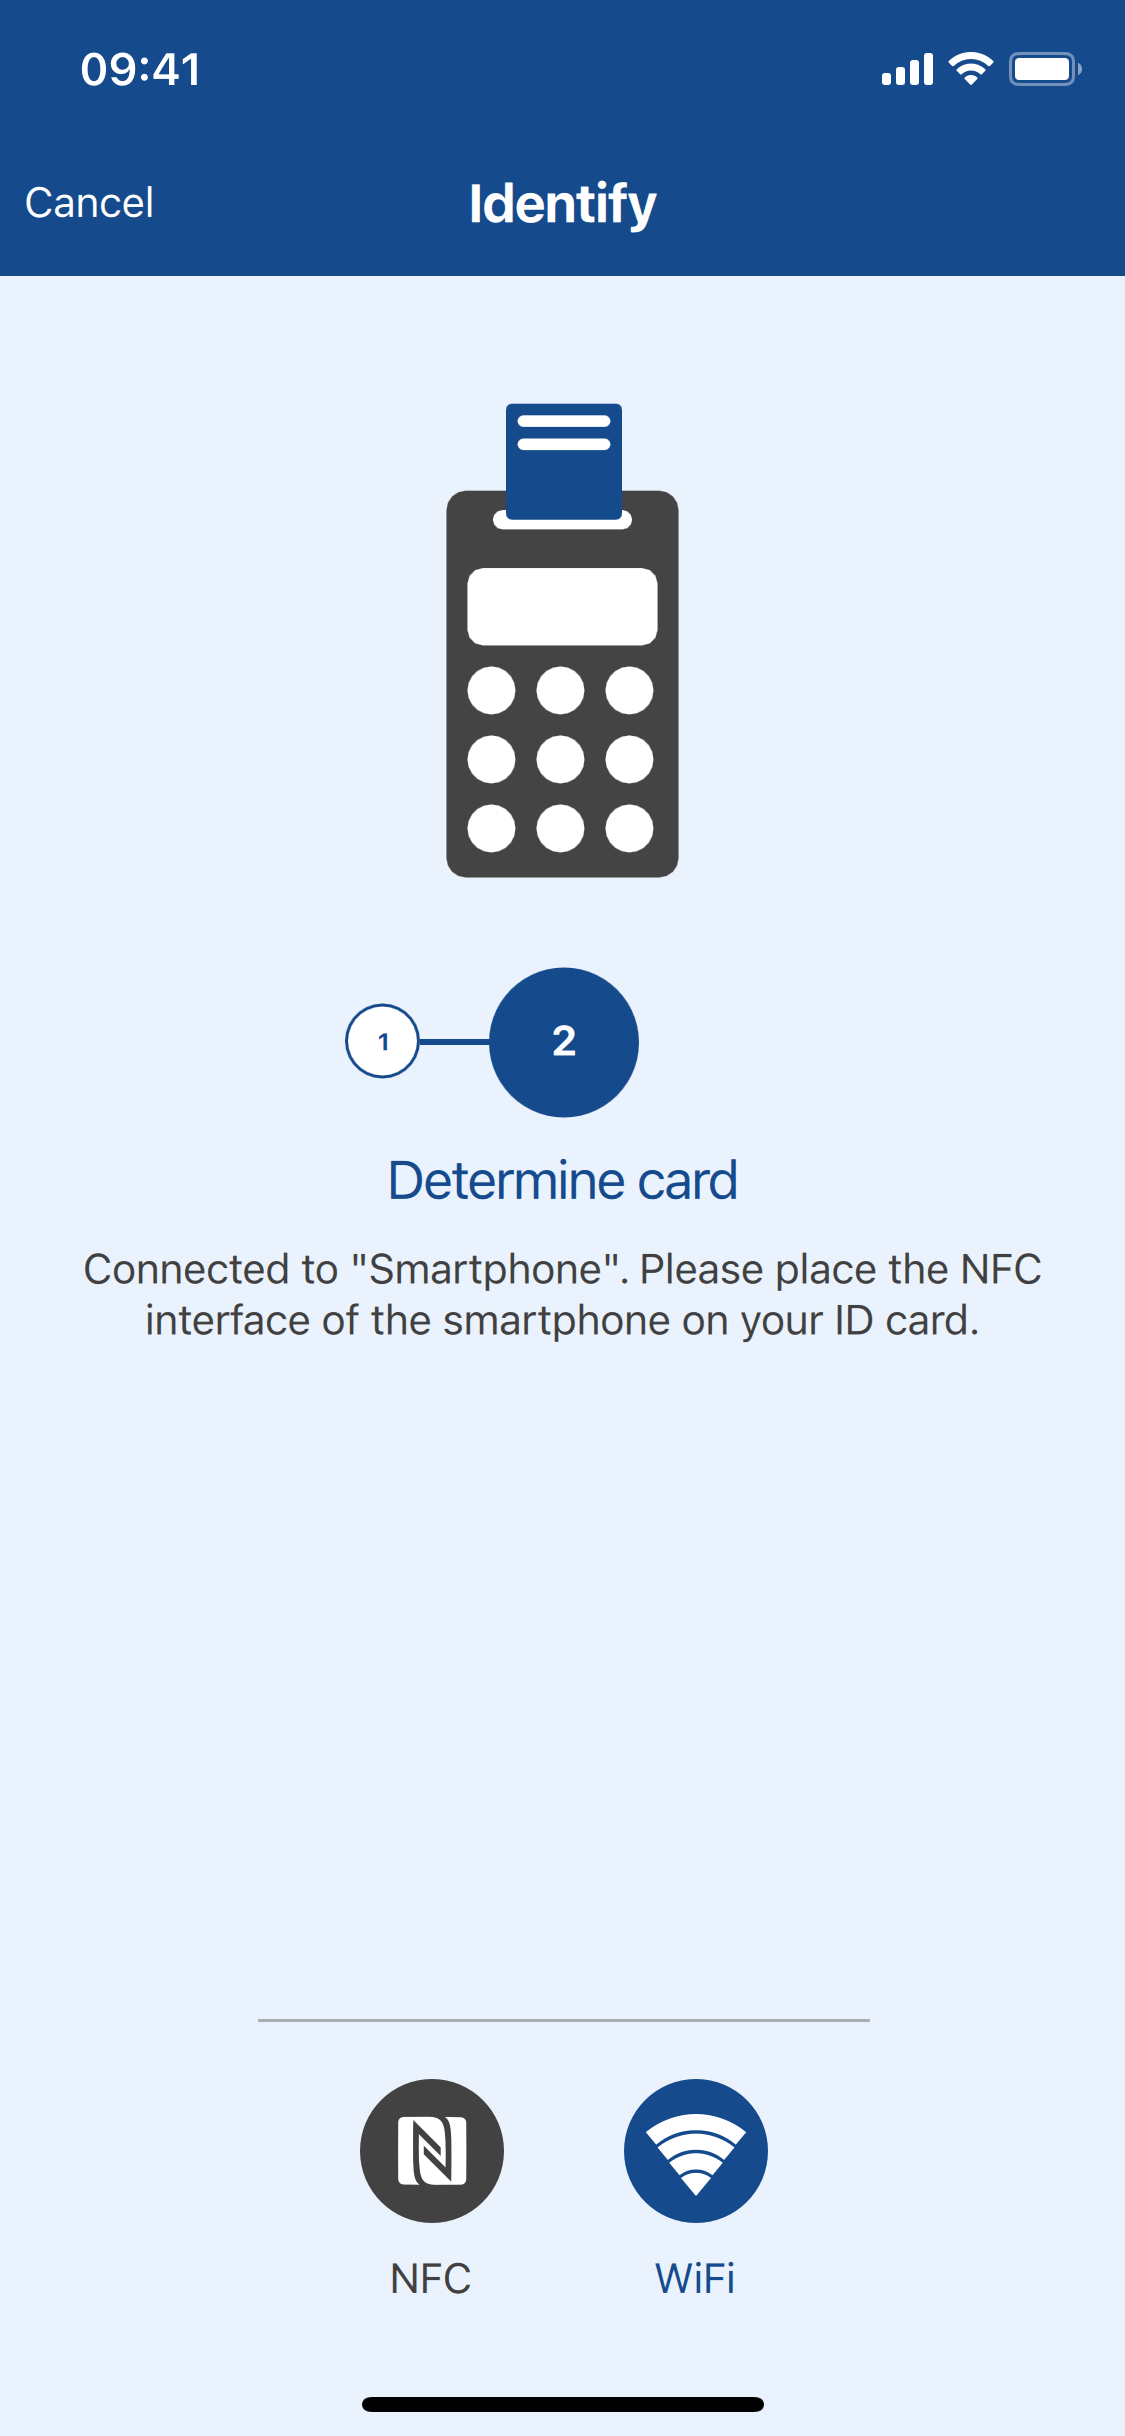 09:41
Cancel
Identify
1
2
Determine card
Connected to "Smartphone". Please place the NFC
interface of the smartphone on your ID card.
NFC
WiFi